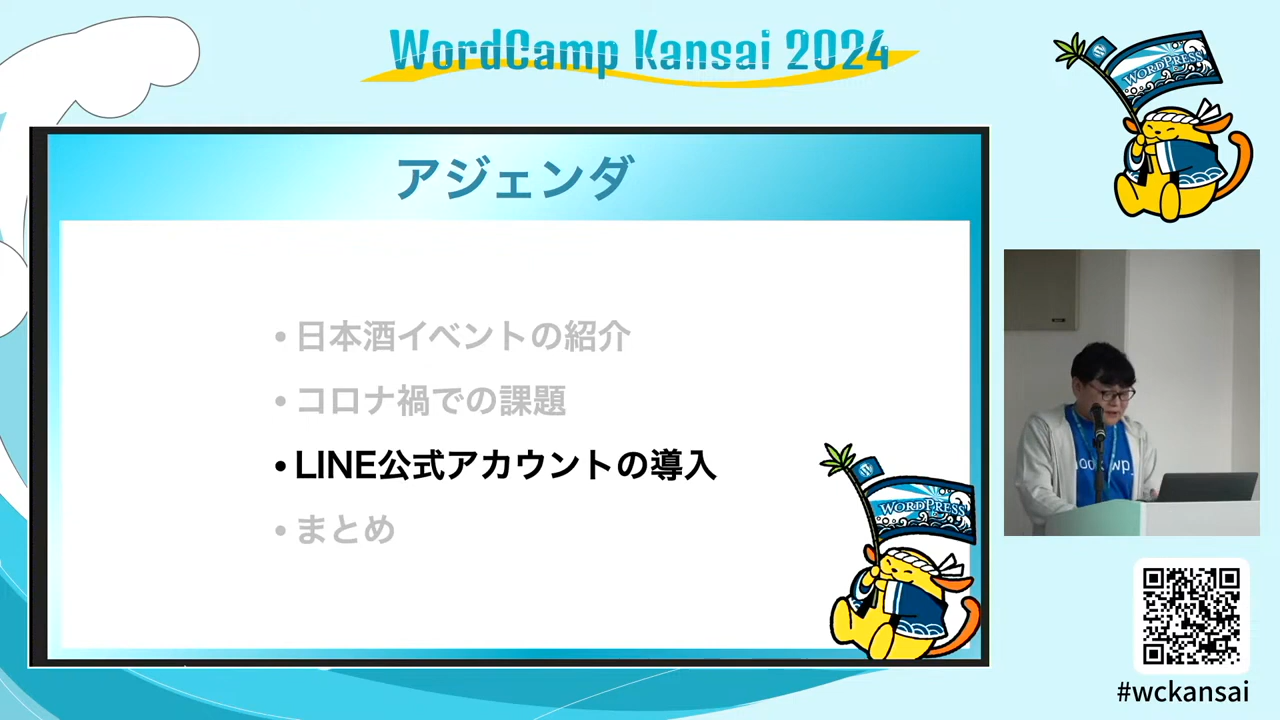 WordCamp Kansai 2024
WORDPRESS
アジェンダ
• 日本酒イベントの紹介
• コロナ禍での課題
• LINE公式アカウントの導入
• まとめ
WORDPRESS
#wckansai